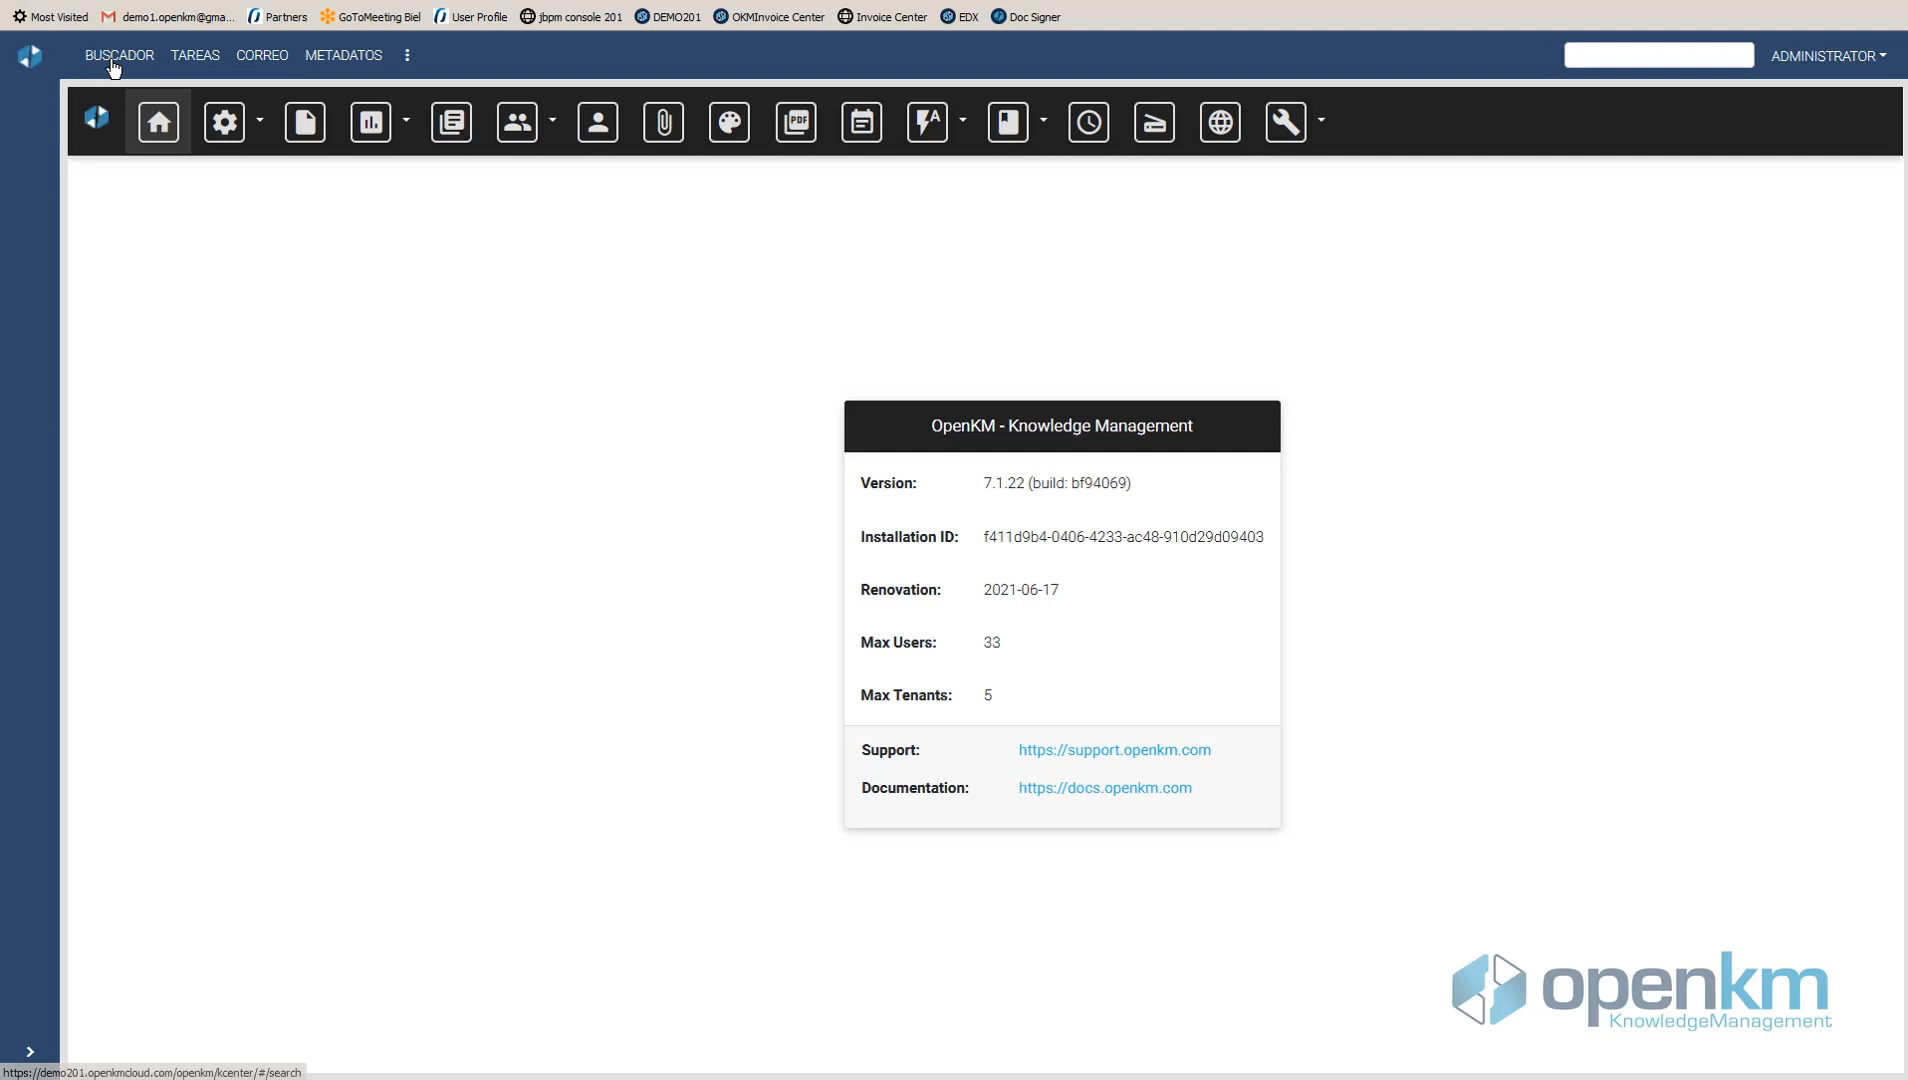 Most Visited demo1.openkm@gma... Partners GoToMeeting Biel User Profile jbpm console 201 DEMO201 OKMInvoice Center Invoice Center EDX Doc Signer
BUSCADOR TAREAS CORREO METADATOS ADMINISTRATOR
PDF A
OpenKM - Knowledge Management
Version: 7.1.22 (build: bf94069)
Installation ID: f411d9b4-0406-4233-ac48-910d29d09403
Renovation: 2021-06-17
Max Users: 33
Max Tenants: 5
Support: https://support.openkm.com
Documentation: https://docs.openkm.com
openkm
KnowledgeManagement
https://demo201.openkmcloud.com/openkm/kcenter/#/search